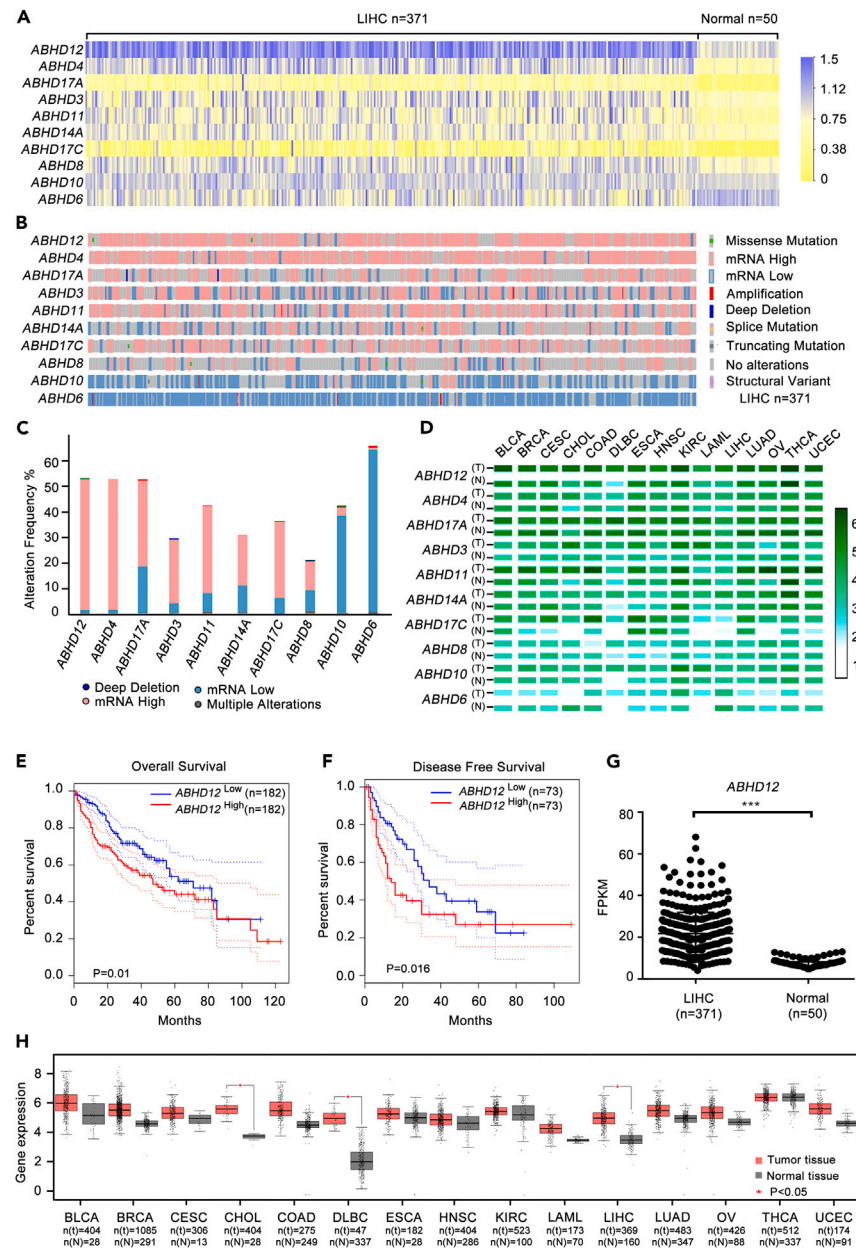 A
LIHC n=371
Normal n=50
ABHD12
ABHD4
ABHD17A
ABHD3
ABHD11
ABHD14A
ABHD17C
ABHD8
ABHD10
ABHD6
1.5
1.12
0.75
0.38
0
B
ABHD12
ABHD4
ABHD17A
ABHD3
ABHD11
ABHD14A
ABHD17C
ABHD8
ABHD10
ABHD6
Missense Mutation
mRNA High
mRNA Low
Amplification
Deep Deletion
Splice Mutation
Truncating Mutation
No alterations
Structural Variant
LIHC n=371
C
Alteration Frequency %
70
60
50
40
30
20
10
0
ABHD12
ABHD4
ABHD17A
ABHD3
ABHD11
ABHD14A
ABHD17C
ABHD8
ABHD10
ABHD6
Deep Deletion
mRNA Low
mRNA High
Multiple Alterations
D
BLCA
BRCA
CESC
CHOL
COAD
DLBC
ESCA
HNSC
KIRC
LAML
LIHC
LUAD
OV
THCA
UCEC
ABHD12 (T)
(N)
ABHD4 (T)
(N)
ABHD17A (T)
(N)
ABHD3 (T)
(N)
ABHD11 (T)
(N)
ABHD14A (T)
(N)
ABHD17C (T)
(N)
ABHD8 (T)
(N)
ABHD10 (T)
(N)
ABHD6 (T)
(N)
6
5
4
3
2
1
E
Overall Survival
ABHD12 Low (n=182)
ABHD12 High (n=182)
Percent survival
1.0
0.8
0.6
0.4
0.2
0.0
P=0.01
0 20 40 60 80 100 120
Months
F
Disease Free Survival
ABHD12 Low (n=73)
ABHD12 High (n=73)
Percent survival
1.0
0.8
0.6
0.4
0.2
0.0
P=0.016
0 20 40 60 80 100
Months
G
ABHD12
***
FPKM
80
60
40
20
0
LIHC
(n=371)
Normal
(n=50)
H
Gene expression
8
6
4
2
0
Tumor tissue
Normal tissue
* P<0.05
BLCA BRCA CESC CHOL COAD DLBC ESCA HNSC KIRC LAML LIHC LUAD OV THCA UCEC
n(t)=404 n(t)=1085 n(t)=306 n(t)=404 n(t)=275 n(t)=47 n(t)=182 n(t)=404 n(t)=523 n(t)=173 n(t)=369 n(t)=483 n(t)=426 n(t)=512 n(t)=174
n(N)=28 n(N)=291 n(N)=13 n(N)=28 n(N)=249 n(N)=337 n(N)=28 n(N)=286 n(N)=100 n(N)=70 n(N)=160 n(N)=347 n(N)=88 n(N)=337 n(N)=91